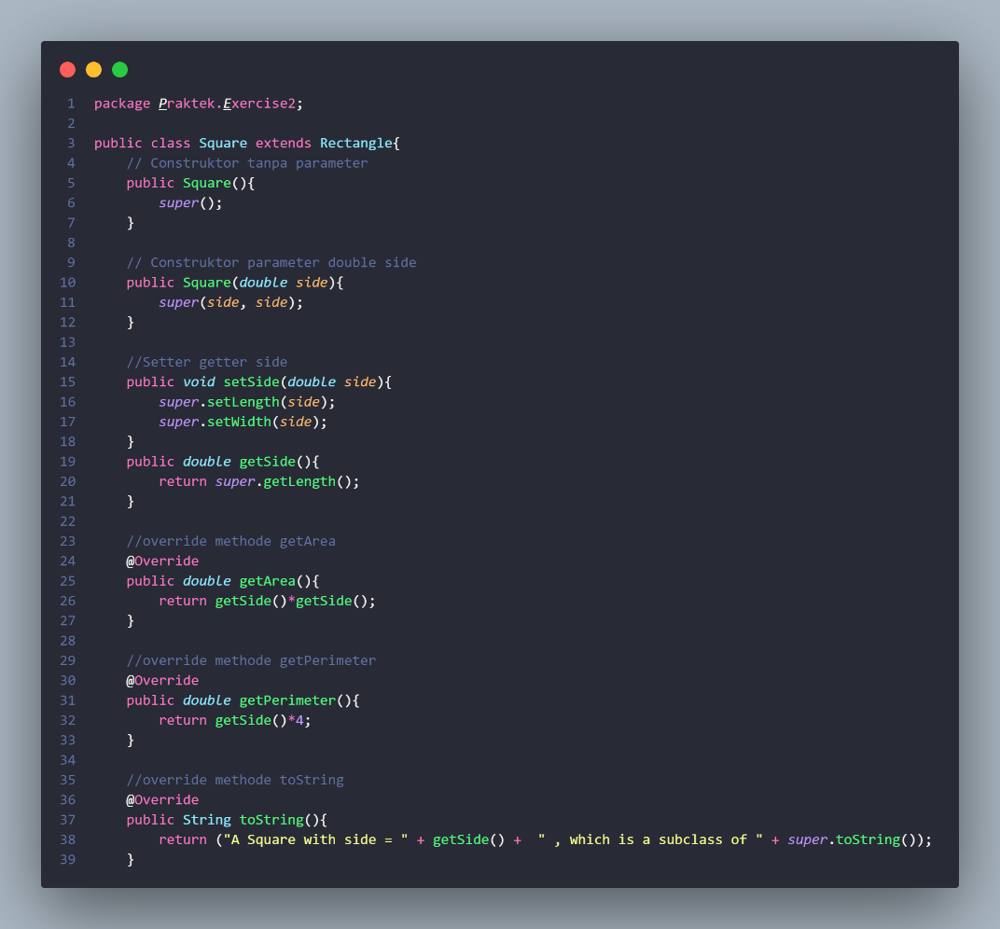 1 package Praktek.Exercise2;
2
3 public class Square extends Rectangle{
4     // Construktor tanpa parameter
5     public Square(){
6         super();
7     }
8
9     // Construktor parameter double side
10     public Square(double side){
11         super(side, side);
12     }
13
14     //Setter getter side
15     public void setSide(double side){
16         super.setLength(side);
17         super.setWidth(side);
18     }
19     public double getSide(){
20         return super.getLength();
21     }
22
23     //override methode getArea
24     @Override
25     public double getArea(){
26         return getSide()*getSide();
27     }
28
29     //override methode getPerimeter
30     @Override
31     public double getPerimeter(){
32         return getSide()*4;
33     }
34
35     //override methode toString
36     @Override
37     public String toString(){
38         return ("A Square with side = " + getSide() +  " , which is a subclass of " + super.toString());
39     }